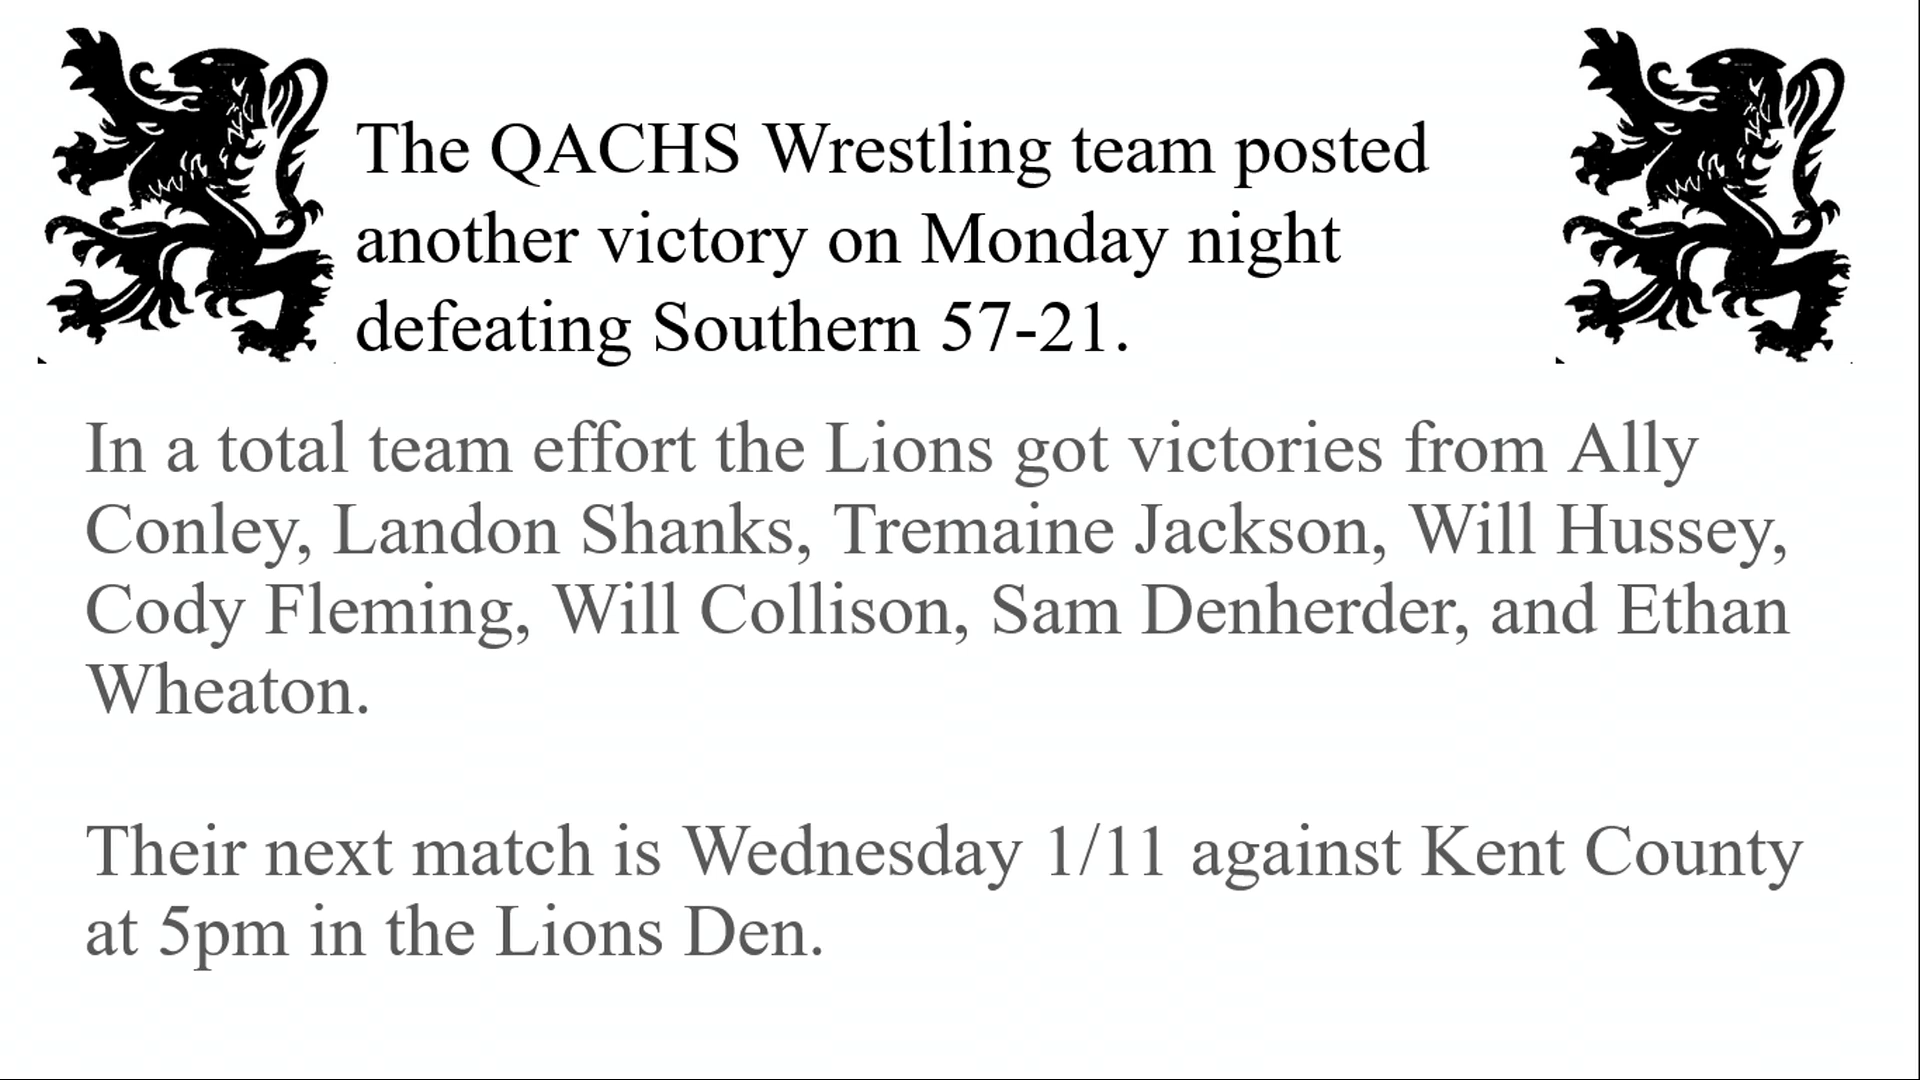 The QACHS Wrestling team posted
another victory on Monday night
defeating Southern 57-21.
In a total team effort the Lions got victories from Ally
Conley, Landon Shanks, Tremaine Jackson, Will Hussey,
Cody Fleming, Will Collison, Sam Denherder, and Ethan
Wheaton.
Their next match is Wednesday 1/11 against Kent County
at 5pm in the Lions Den.